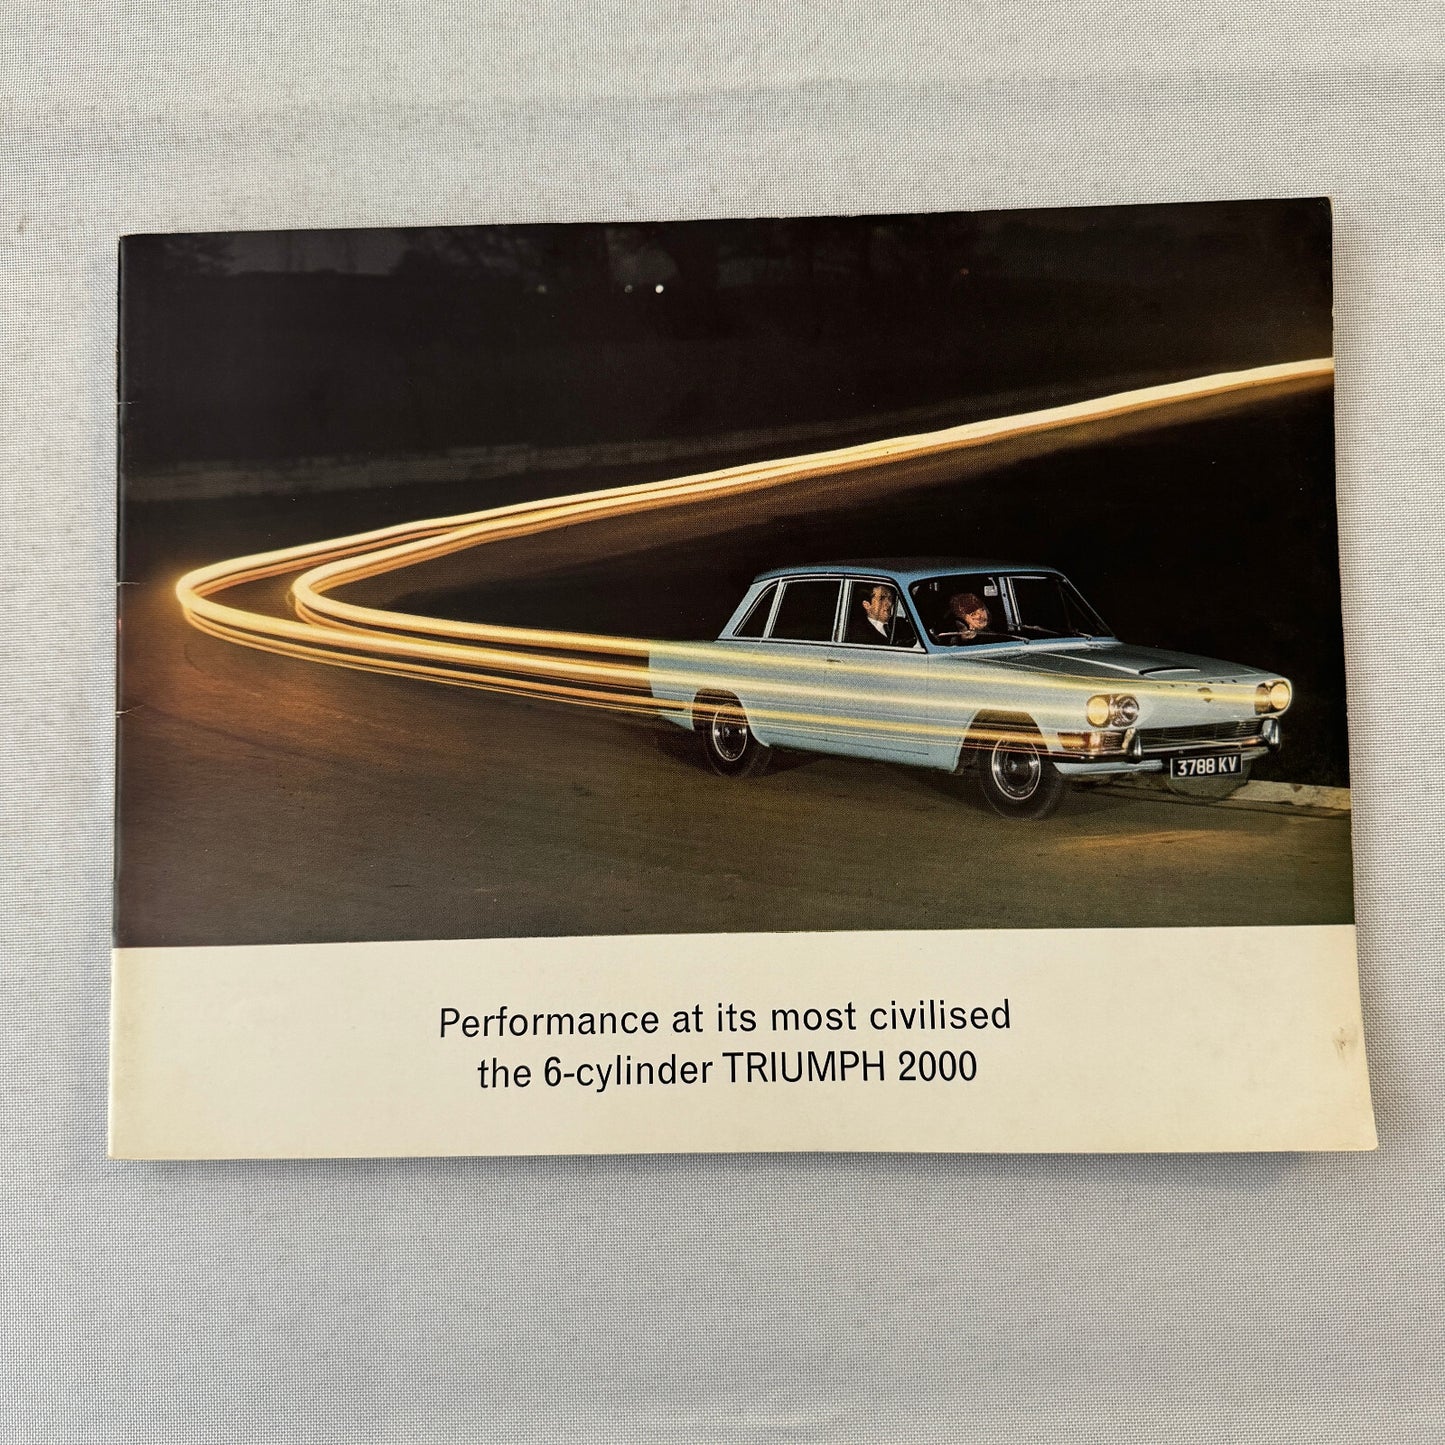 3788 KV
Performance at its most civilised
the 6-cylinder TRIUMPH 2000